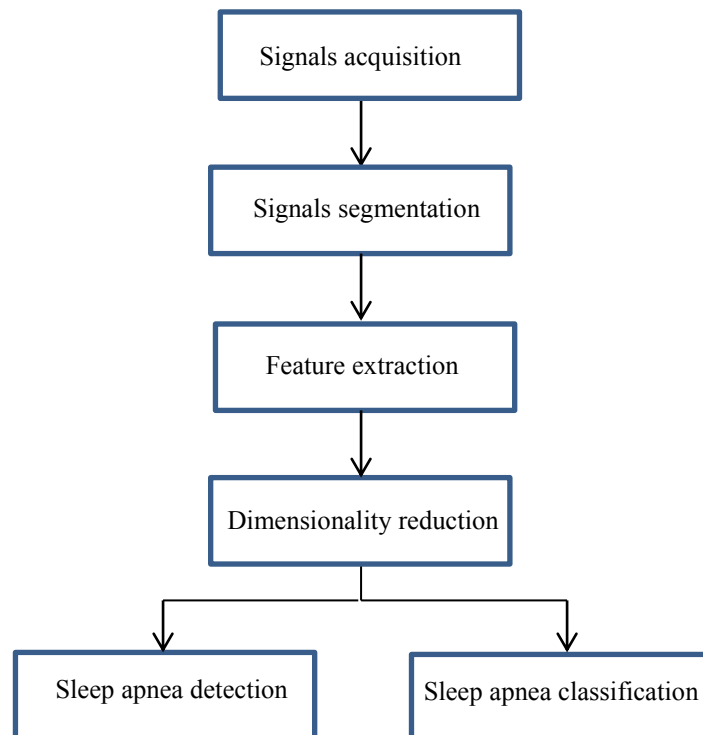 Signals acquisition
Signals segmentation
Feature extraction
Dimensionality reduction
Sleep apnea detection
Sleep apnea classification